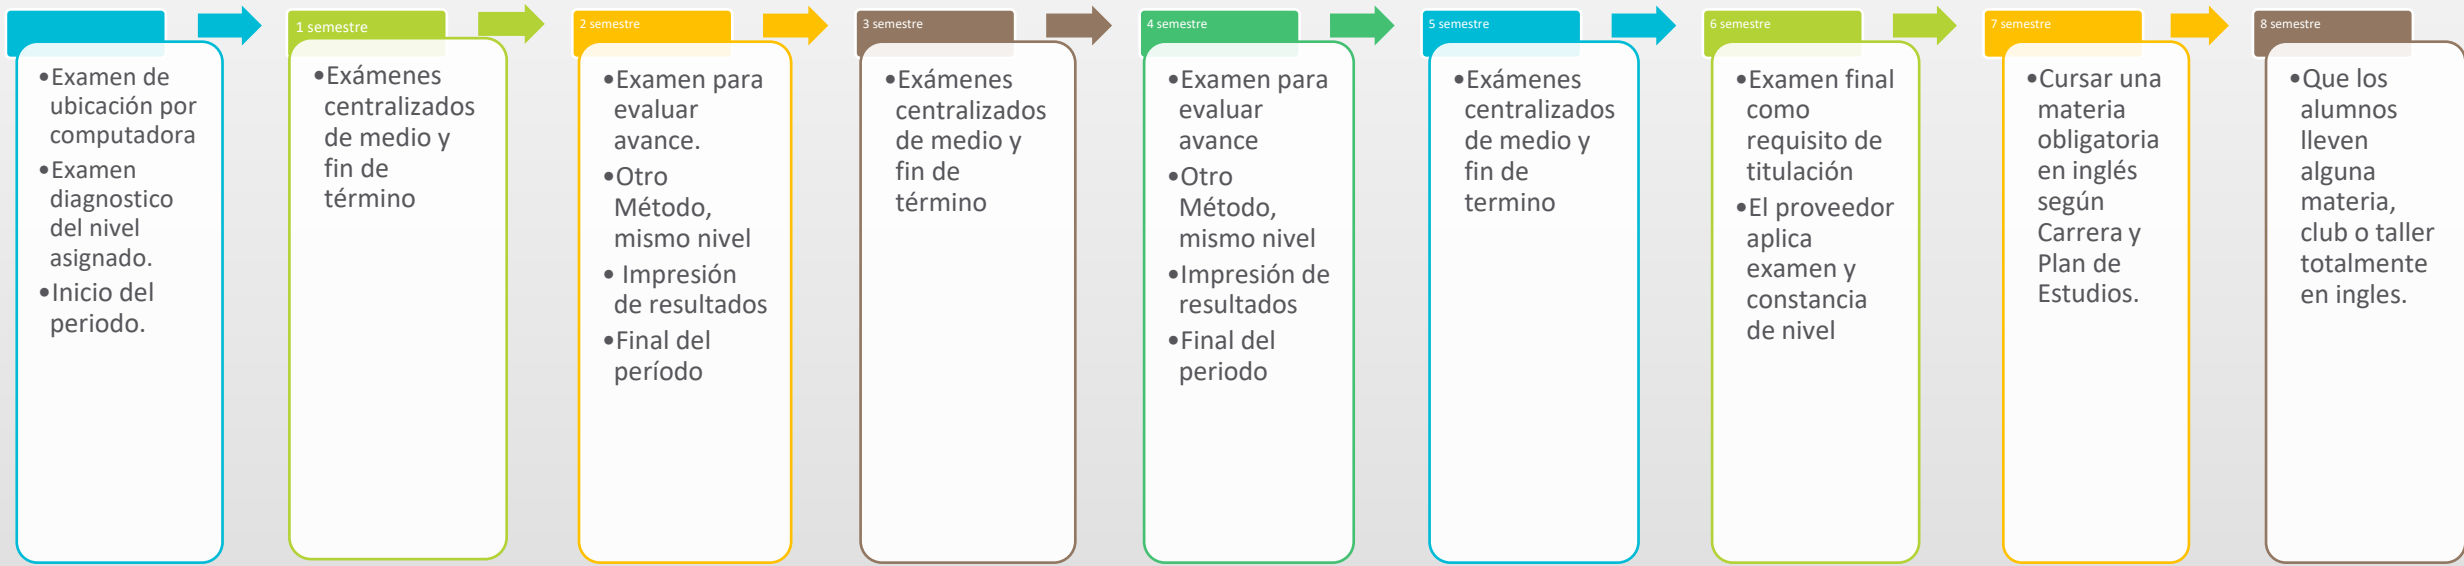 •Examen de
ubicación por
computadora
•Examen
diagnostico
del nivel
asignado.
•Inicio del
periodo.
1 semestre
•Exámenes
centralizados
de medio y
fin de
término
2 semestre
•Examen para
evaluar
avance.
•Otro
Método,
mismo nivel
• Impresión
de resultados
•Final del
período
3 semestre
•Exámenes
centralizados
de medio y
fin de
término
4 semestre
•Examen para
evaluar
avance
•Otro
Método,
mismo nivel
•Impresión de
resultados
•Final del
periodo
5 semestre
•Exámenes
centralizados
de medio y
fin de
termino
6 semestre
•Examen final
como
requisito de
titulación
•El proveedor
aplica
examen y
constancia
de nivel
7 semestre
•Cursar una
materia
obligatoria
en inglés
según
Carrera y
Plan de
Estudios.
8 semestre
•Que los
alumnos
lleven
alguna
materia,
club o taller
totalmente
en ingles.